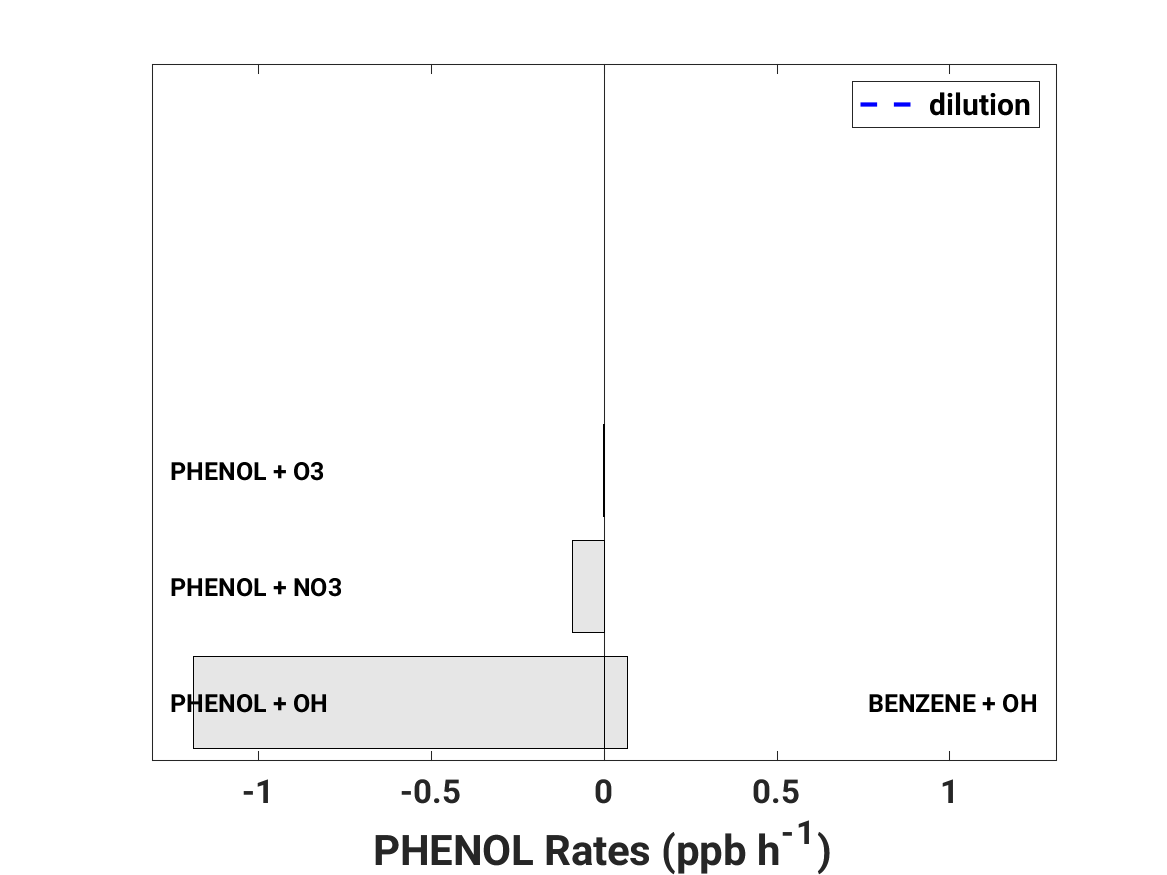 dilution
PHENOL + O3
PHENOL + NO3
PHENOL + OH BENZENE + OH
-1 -0.5 0 0.5 1
PHENOL Rates (ppb h⁻¹)